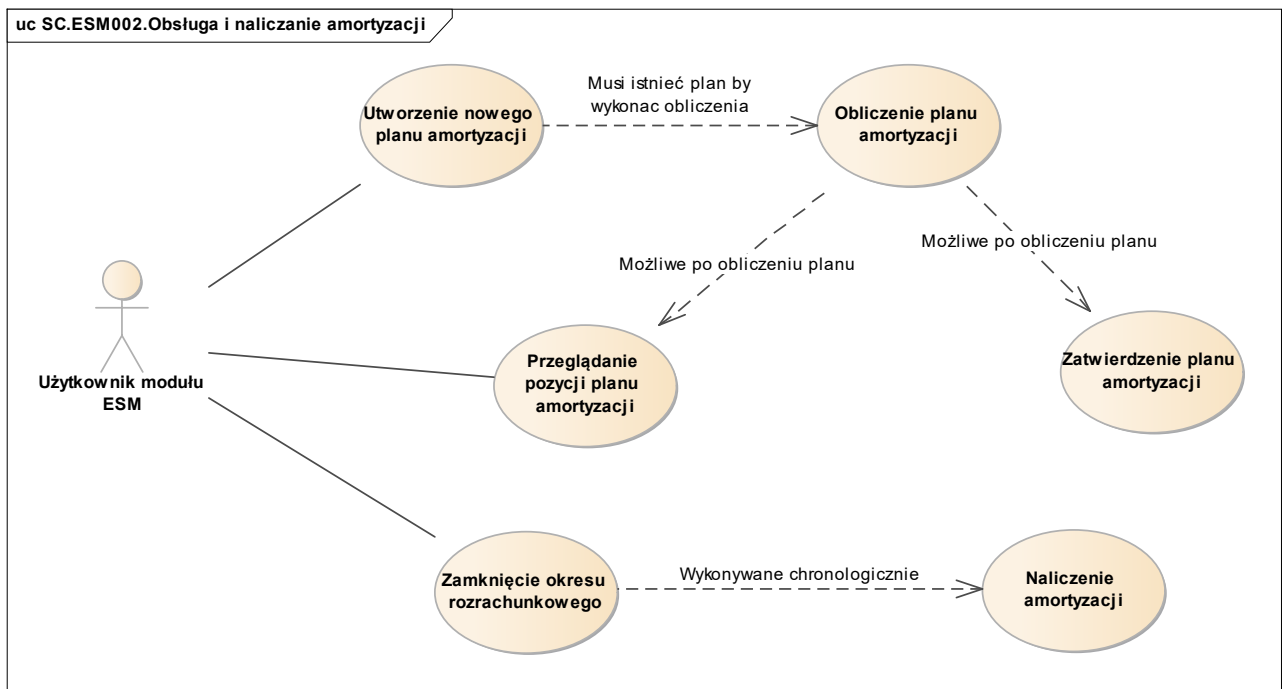 uc SC.ESM002.Obsługa i naliczanie amortyzacji
Musi istnieć plan by
wykonac obliczenia
Utworzenie nowego
planu amortyzacji
Obliczenie planu
amortyzacji
Możliwe po obliczeniu planu
Możliwe po obliczeniu planu
Użytkownik modułu
ESM
Przeglądanie
pozycji planu
amortyzacji
Zatwierdzenie planu
amortyzacji
Zamknięcie okresu
rozrachunkowego
Wykonywane chronologicznie
Naliczenie
amortyzacji